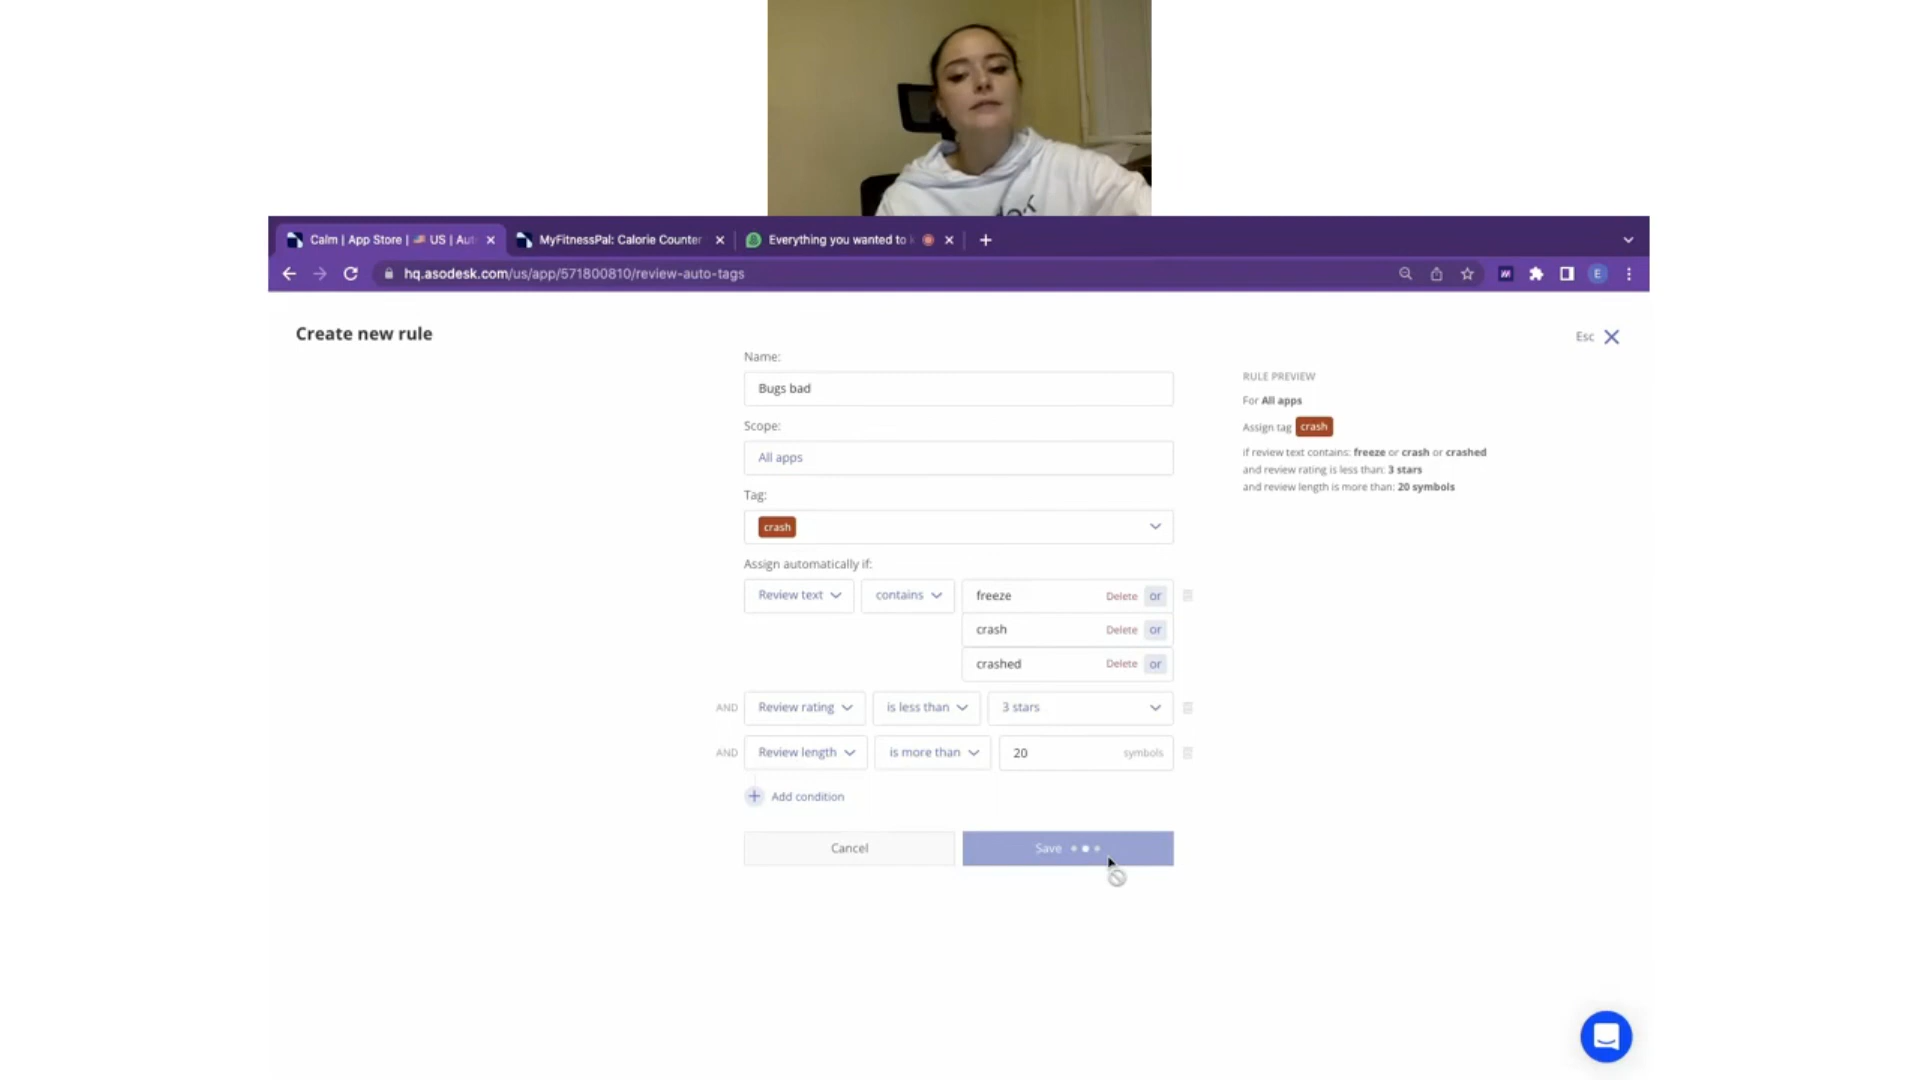 Calm | App Store | 🇺🇸 US | Aut
MyFitnessPal: Calorie Counter
Everything you wanted to
hq.asodesk.com/us/app/571800810/review-auto-tags
E
Create new rule
Esc
Name:
Bugs bad
Scope:
All apps
Tag:
crash
Assign automatically if:
Review text contains freeze Delete or
crash Delete or
crashed Delete or
AND Review rating is less than 3 stars
AND Review length is more than 20 symbols
+ Add condition
Cancel
Save
RULE PREVIEW
For All apps
Assign tag crash
if review text contains: freeze or crash or crashed
and review rating is less than: 3 stars
and review length is more than: 20 symbols